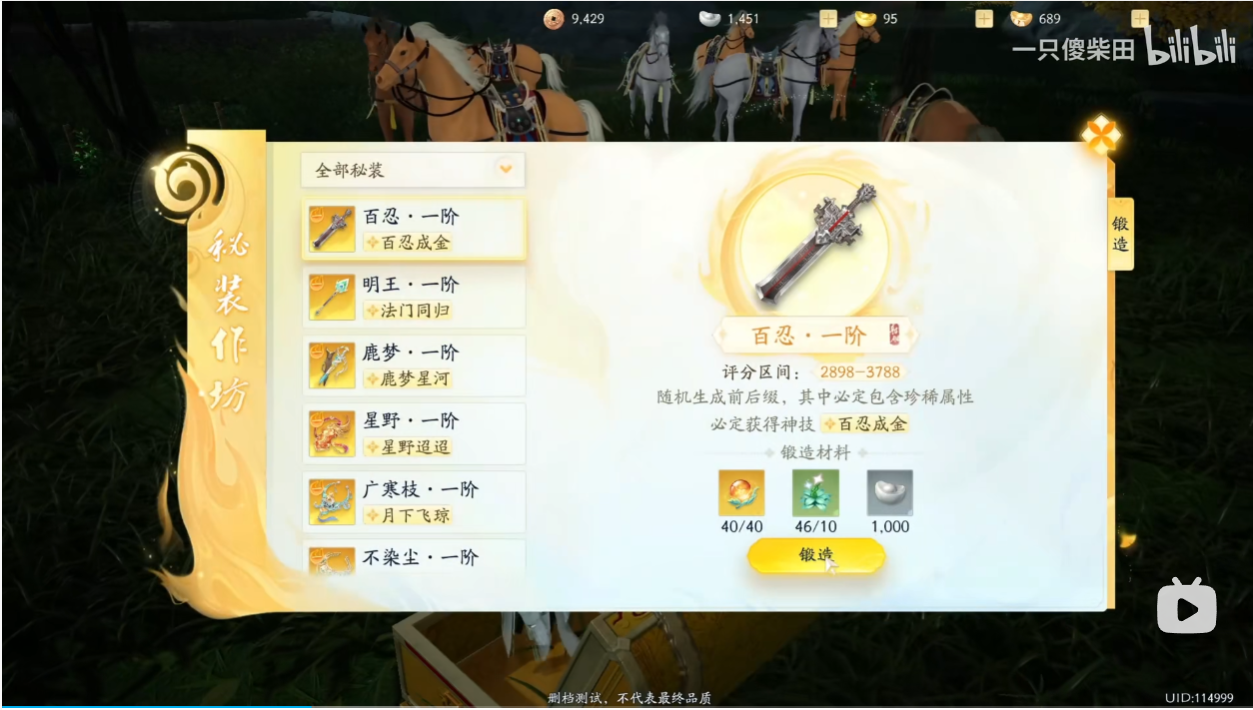 9,429
1,451
95
689
一只傻柴田 bilibili
秘装作坊
全部秘装
百忍·一阶
百忍成金
明王·一阶
法门同归
鹿梦·一阶
鹿梦星河
星野·一阶
星野迢迢
广寒枝·一阶
月下飞琼
不染尘·一阶
锻造
百忍·一阶
评分区间： 2898-3788
随机生成前后缀，其中必定包含珍稀属性
必定获得神技 百忍成金
锻造材料
40/40
46/10
1,000
锻造
删档测试，不代表最终品质
UID:114999